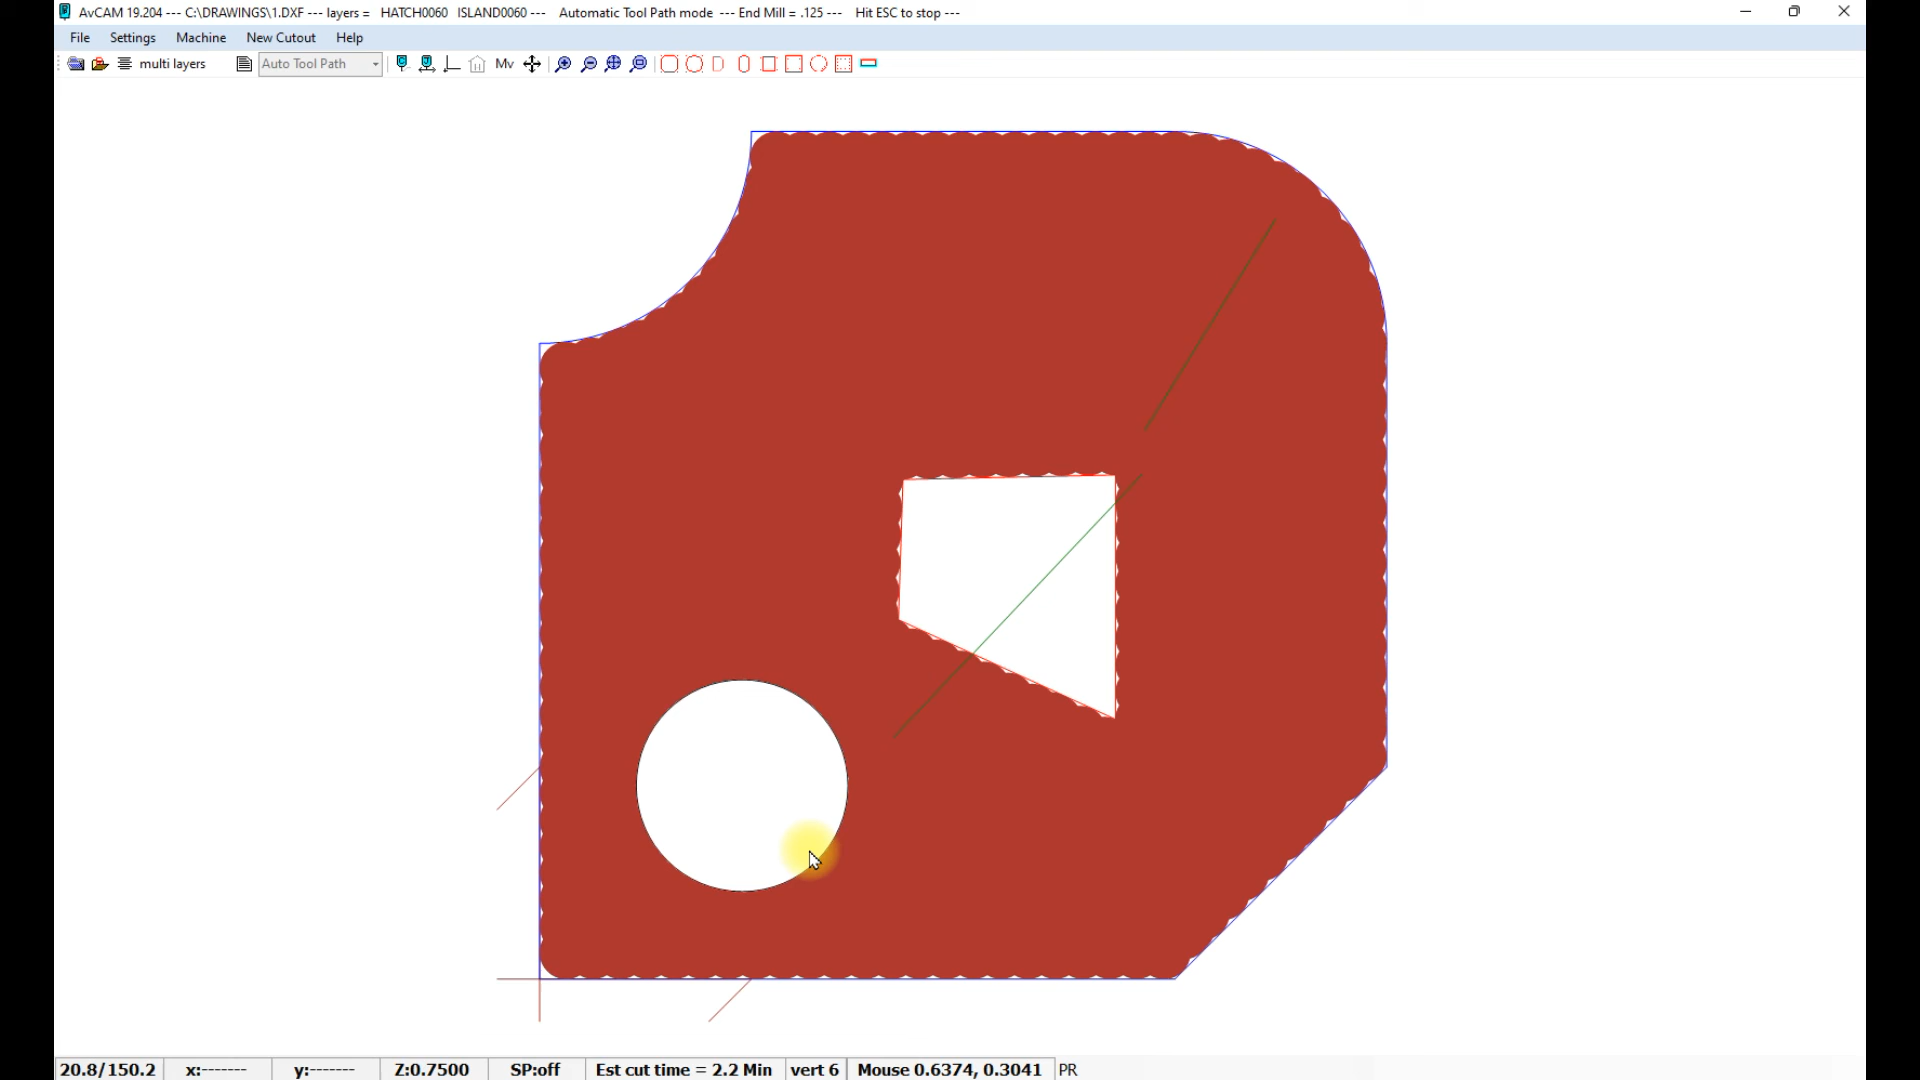 AvCAM 19.204 --- C:\DRAWINGS\1.DXF --- layers = HATCH0060 ISLAND0060 --- Automatic Tool Path mode --- End Mill = .125 --- Hit ESC to stop ---
File Settings Machine New Cutout Help
multi layers Auto Tool Path Mv
20.8/150.2 x:------- y:------- Z:0.7500 SP:off Est cut time = 2.2 Min vert 6 Mouse 0.6374, 0.3041 PR